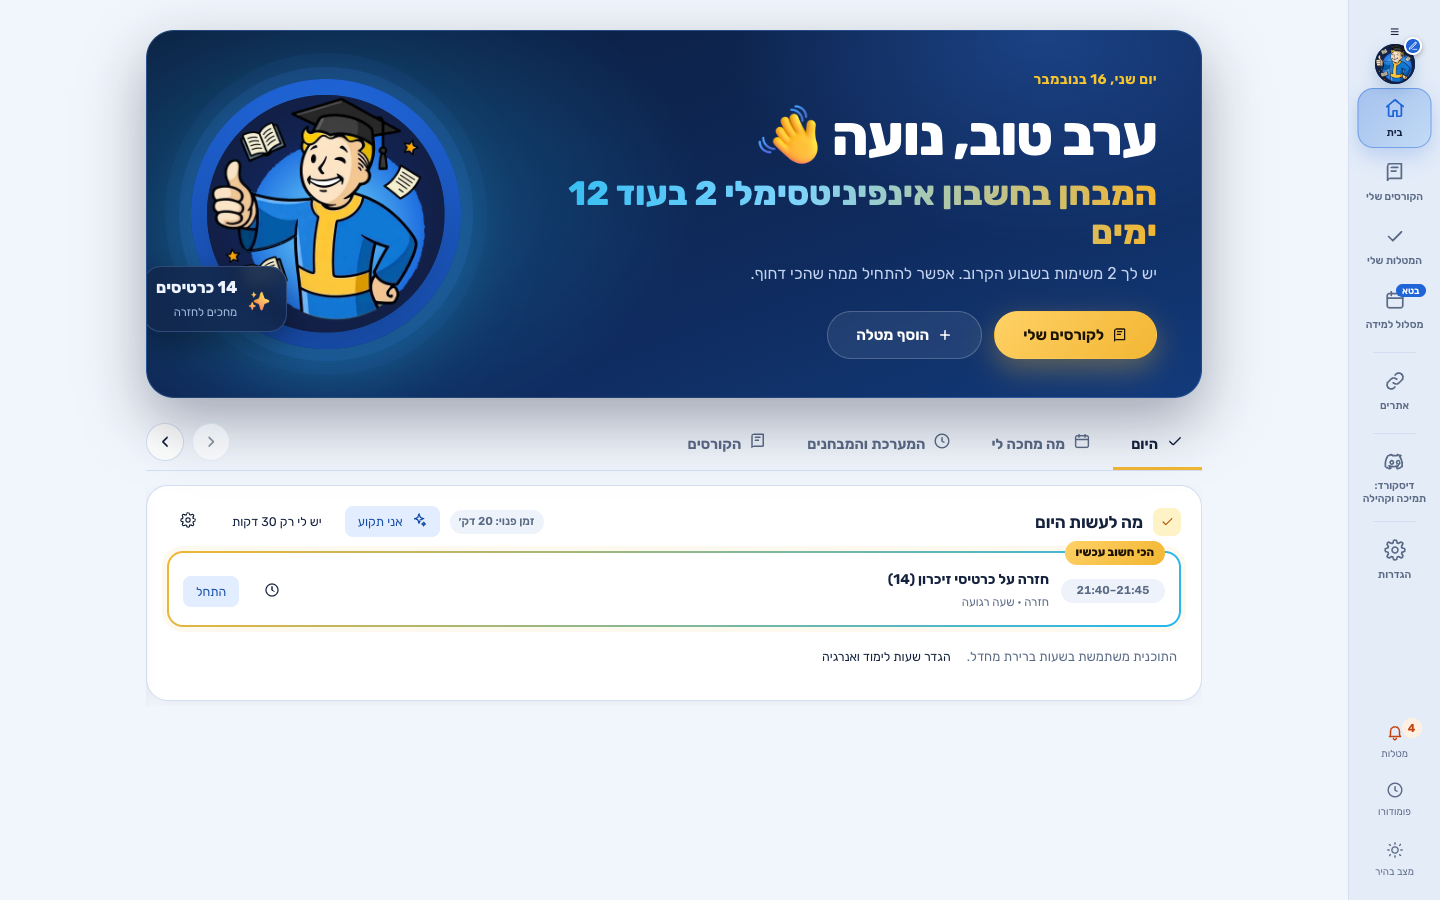 יום שני, 16 בנובמבר
ערב טוב, נועה 👋
המבחן בחשבון אינפיניטסימלי 2 בעוד 12
ימים
יש לך 2 משימות בשבוע הקרוב. אפשר להתחיל ממה שהכי דחוף.
לקורסים שלי
הוסף מטלה
14 כרטיסים
מחכים לחזרה
היום
מה מחכה לי
המערכת והמבחנים
הקורסים
מה לעשות היום
זמן פנוי: 20 דק׳
אני תקוע
יש לי רק 30 דקות
הכי חשוב עכשיו
21:40–21:45
חזרה על כרטיסי זיכרון (14)
חזרה • שעה רגועה
התחל
התוכנית משתמשת בשעות ברירת מחדל.
הגדר שעות לימוד ואנרגיה
בית
הקורסים שלי
המטלות שלי
בטא
מסלול למידה
אתרים
דיסקורד:
תמיכה וקהילה
הגדרות
4
מטלות
פומודורו
מצב בהיר